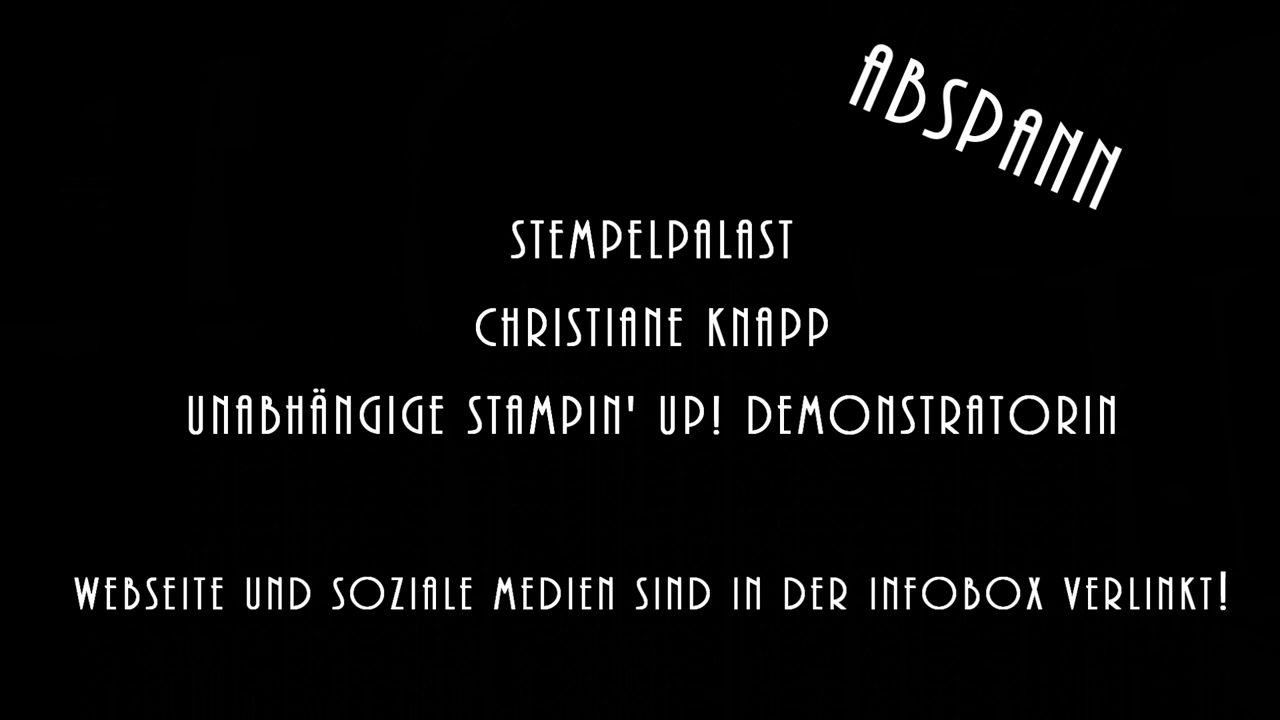 ABSPANN
STEMPELPALAST
CHRISTIANE KNAPP
UNABHÄNGIGE STAMPIN' UP! DEMONSTRATORIN
WEBSEITE UND SOZIALE MEDIEN SIND IN DER INFOBOX VERLINKT!